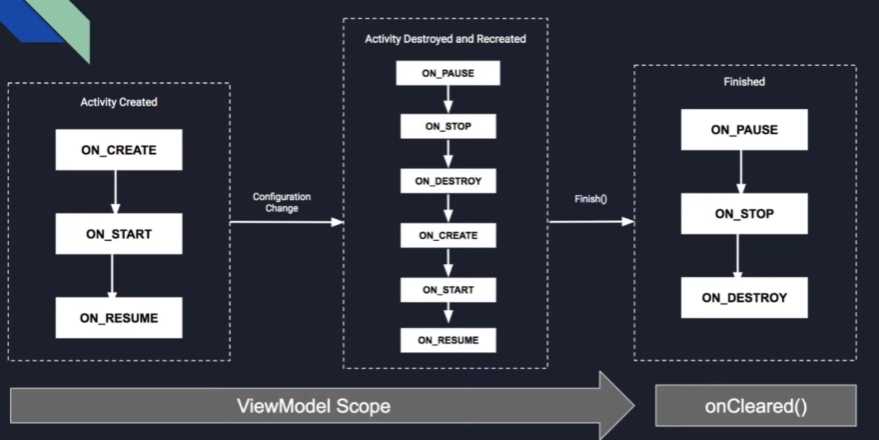 Activity Created
ON_CREATE
ON_START
ON_RESUME
Configuration
Change
Activity Destroyed and Recreated
ON_PAUSE
ON_STOP
ON_DESTROY
ON_CREATE
ON_START
ON_RESUME
Finish()
Finished
ON_PAUSE
ON_STOP
ON_DESTROY
ViewModel Scope
onCleared()